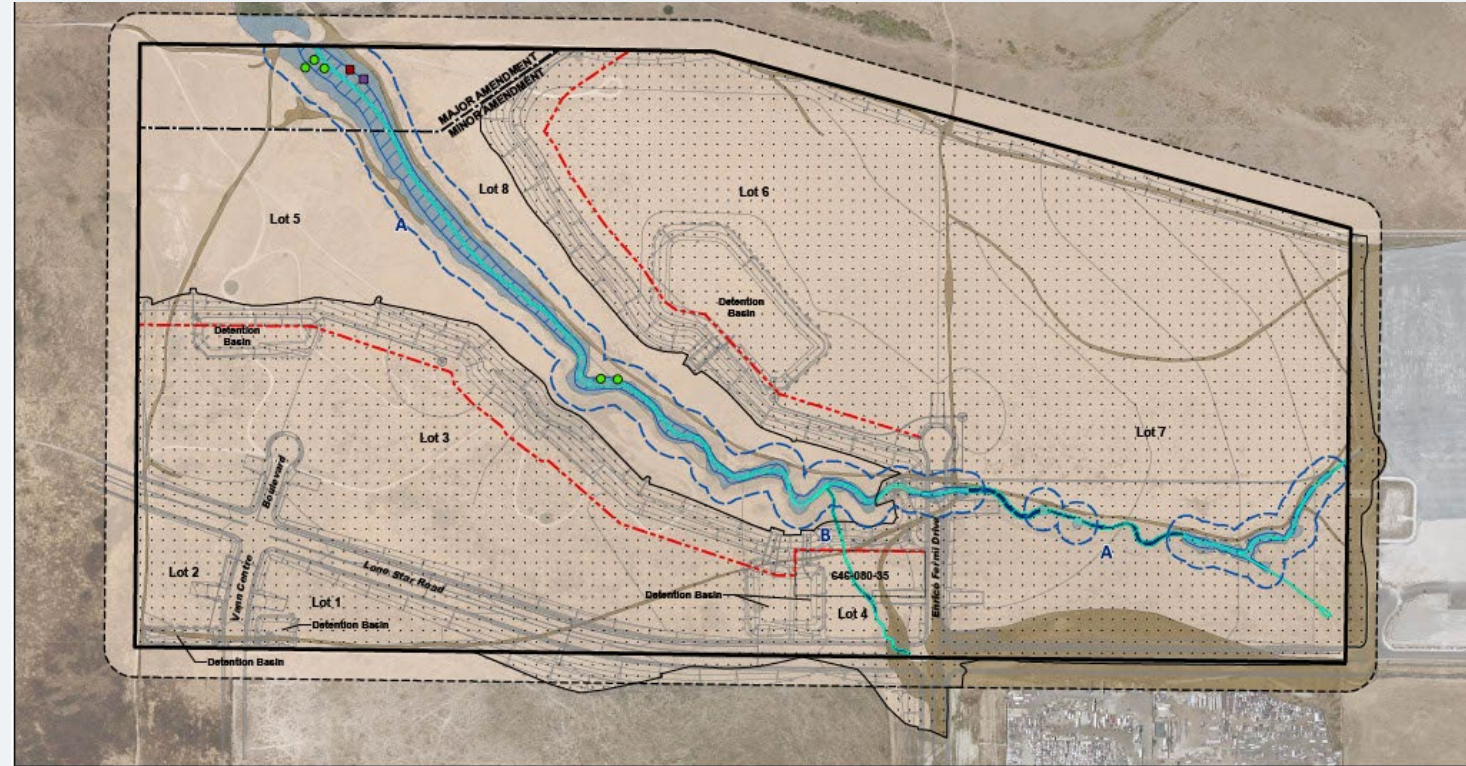 MAJOR AMENDMENT
MINOR AMENDMENT
Lot 8
Lot 6
Lot 5
A
Detention
Basin
Detention
Basin
Lot 3
Lot 7
Boulevard
B
A
Enrico Fermi Drive
Lot 2
Vann Centre
Lone Star Road
646-080-35
Detention Basin
Lot 1
Lot 4
Detention Basin
Detention Basin